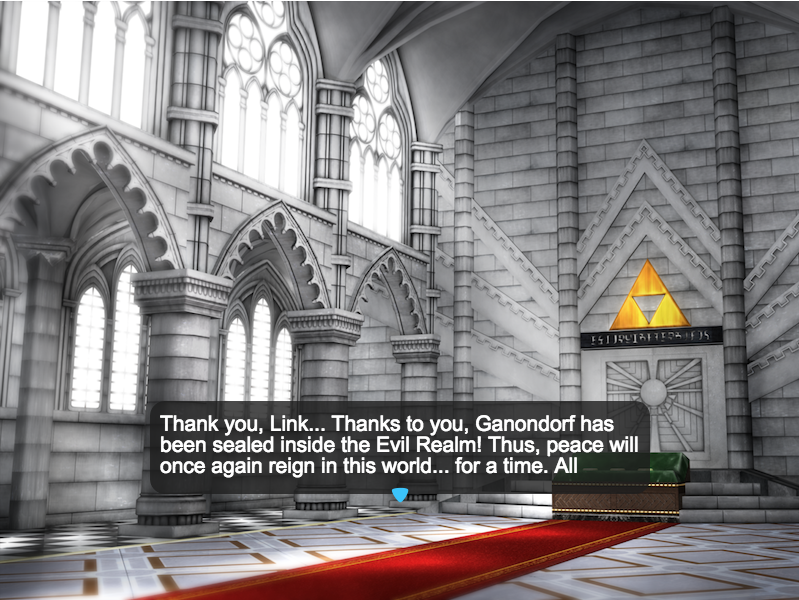 Thank you, Link... Thanks to you, Ganondorf has
been sealed inside the Evil Realm! Thus, peace will
once again reign in this world... for a time. All